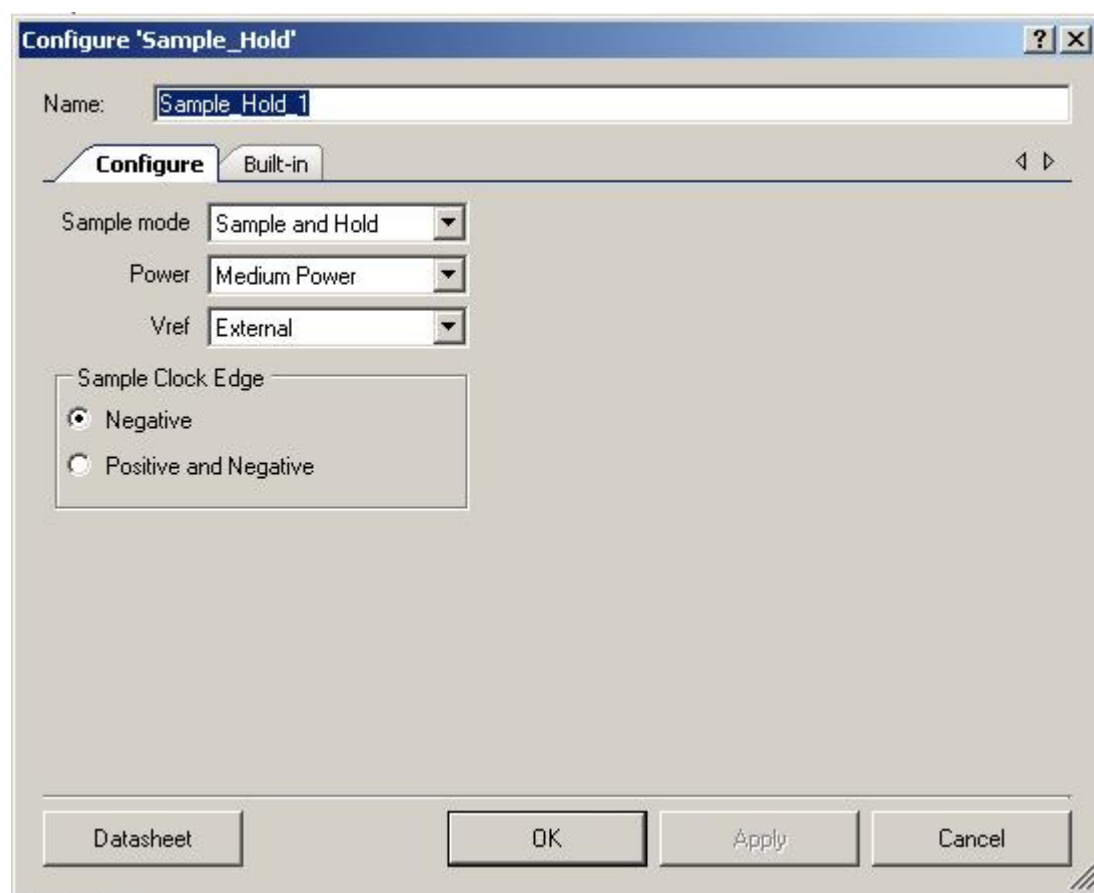 Configure 'Sample_Hold'
Name: Sample_Hold_1
Configure Built-in
Sample mode Sample and Hold
Power Medium Power
Vref External
Sample Clock Edge
Negative
Positive and Negative
Datasheet OK Apply Cancel